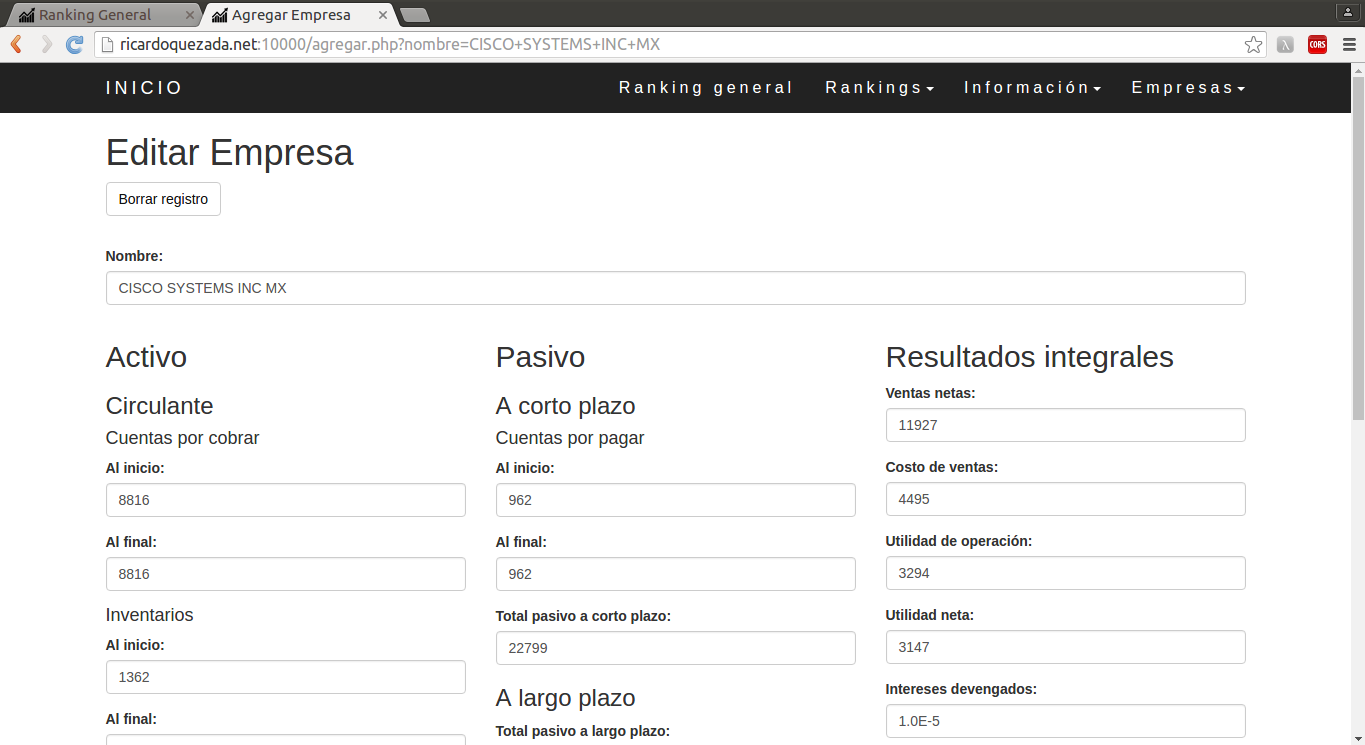 Ranking General
Agregar Empresa
ricardoquezada.net:10000/agregar.php?nombre=CISCO+SYSTEMS+INC+MX
CORS
λ
INICIO
Ranking general
Rankings
Información
Empresas
Editar Empresa
Borrar registro
Nombre:
CISCO SYSTEMS INC MX
Activo
Circulante
Cuentas por cobrar
Al inicio:
8816
Al final:
8816
Inventarios
Al inicio:
1362
Al final:
Pasivo
A corto plazo
Cuentas por pagar
Al inicio:
962
Al final:
962
Total pasivo a corto plazo:
22799
A largo plazo
Total pasivo a largo plazo:
Resultados integrales
Ventas netas:
11927
Costo de ventas:
4495
Utilidad de operación:
3294
Utilidad neta:
3147
Intereses devengados:
1.0E-5